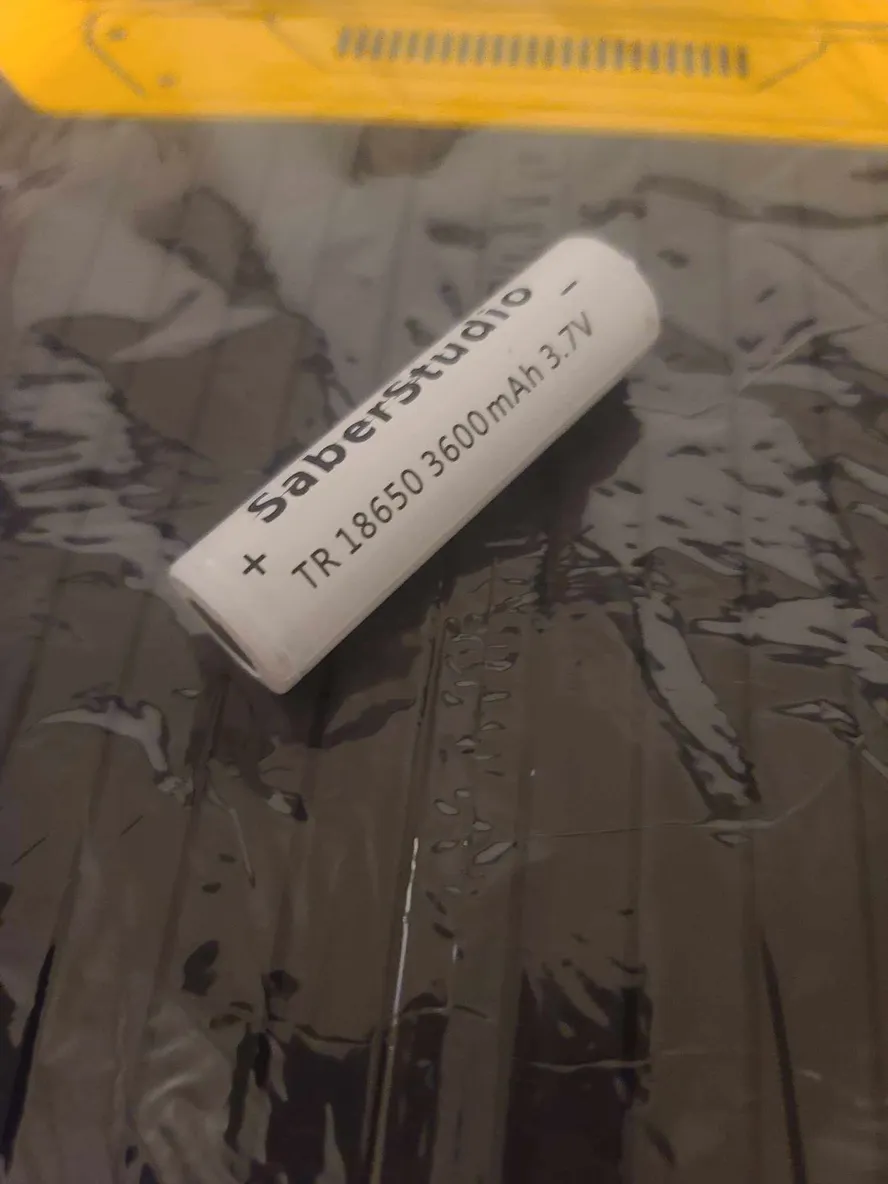 SaberStudio -
+ TR 18650 3600mAh 3.7V